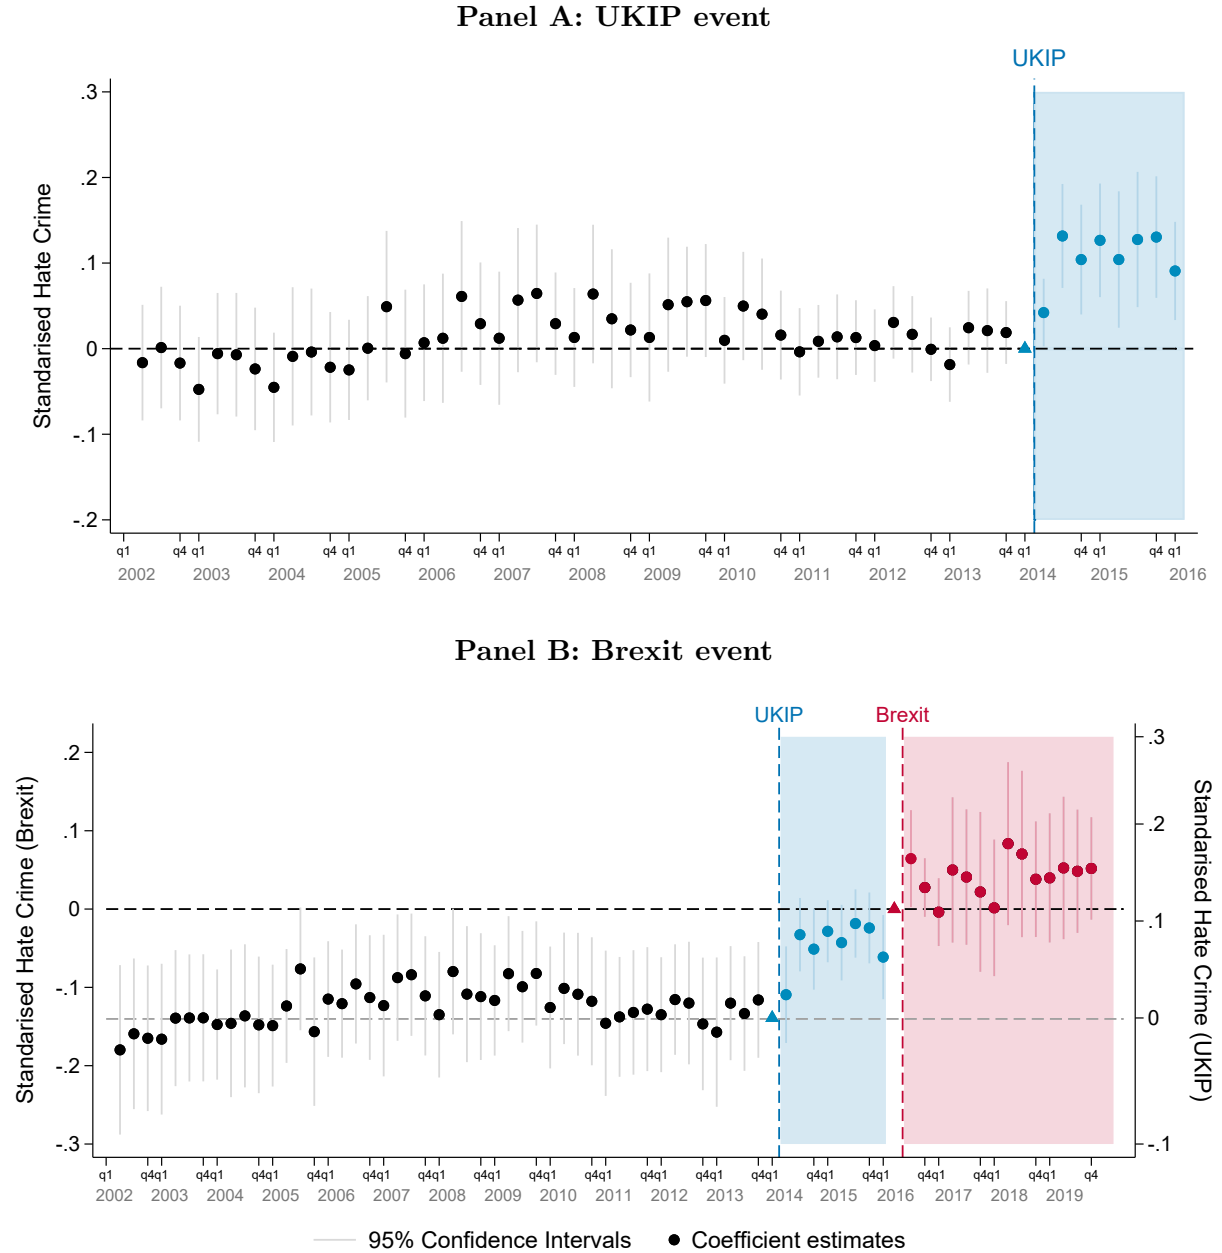 Panel A: UKIP event
UKIP
.3
.2
.1
0
-.1
-.2
Standarised Hate Crime
q1 q4 q1 q4 q1 q4 q1 q4 q1 q4 q1 q4 q1 q4 q1 q4 q1 q4 q1 q4 q1 q4 q1 q4 q1 q4 q1 q4 q1
2002 2003 2004 2005 2006 2007 2008 2009 2010 2011 2012 2013 2014 2015 2016
Panel B: Brexit event
UKIP Brexit
.2
.1
0
-.1
-.2
-.3
Standarised Hate Crime (Brexit)
.3
.2
.1
0
-.1
Standarised Hate Crime (UKIP)
q1 q4q1 q4q1 q4q1 q4q1 q4q1 q4q1 q4q1 q4q1 q4q1 q4q1 q4q1 q4q1 q4q1 q4q1 q4q1 q4q1 q4q1 q4
2002 2003 2004 2005 2006 2007 2008 2009 2010 2011 2012 2013 2014 2015 2016 2017 2018 2019
95% Confidence Intervals Coefficient estimates